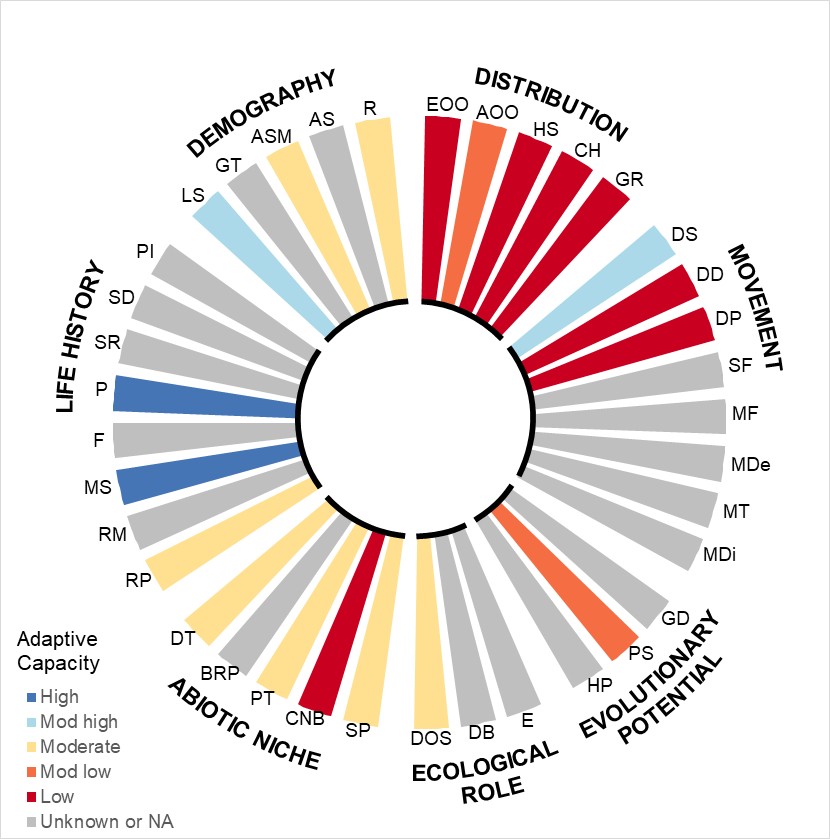 DISTRIBUTION
EOO
AOO
HS
CH
GR
MOVEMENT
DS
DD
DP
SF
MF
MDe
MT
MDi
EVOLUTIONARY
POTENTIAL
GD
PS
HP
ECOLOGICAL
ROLE
E
DB
DOS
ABIOTIC NICHE
SP
CNB
PT
BRP
DT
LIFE HISTORY
RP
RM
MS
F
P
SR
SD
PI
DEMOGRAPHY
LS
GT
ASM
AS
R
Adaptive
Capacity
High
Mod high
Moderate
Mod low
Low
Unknown or NA